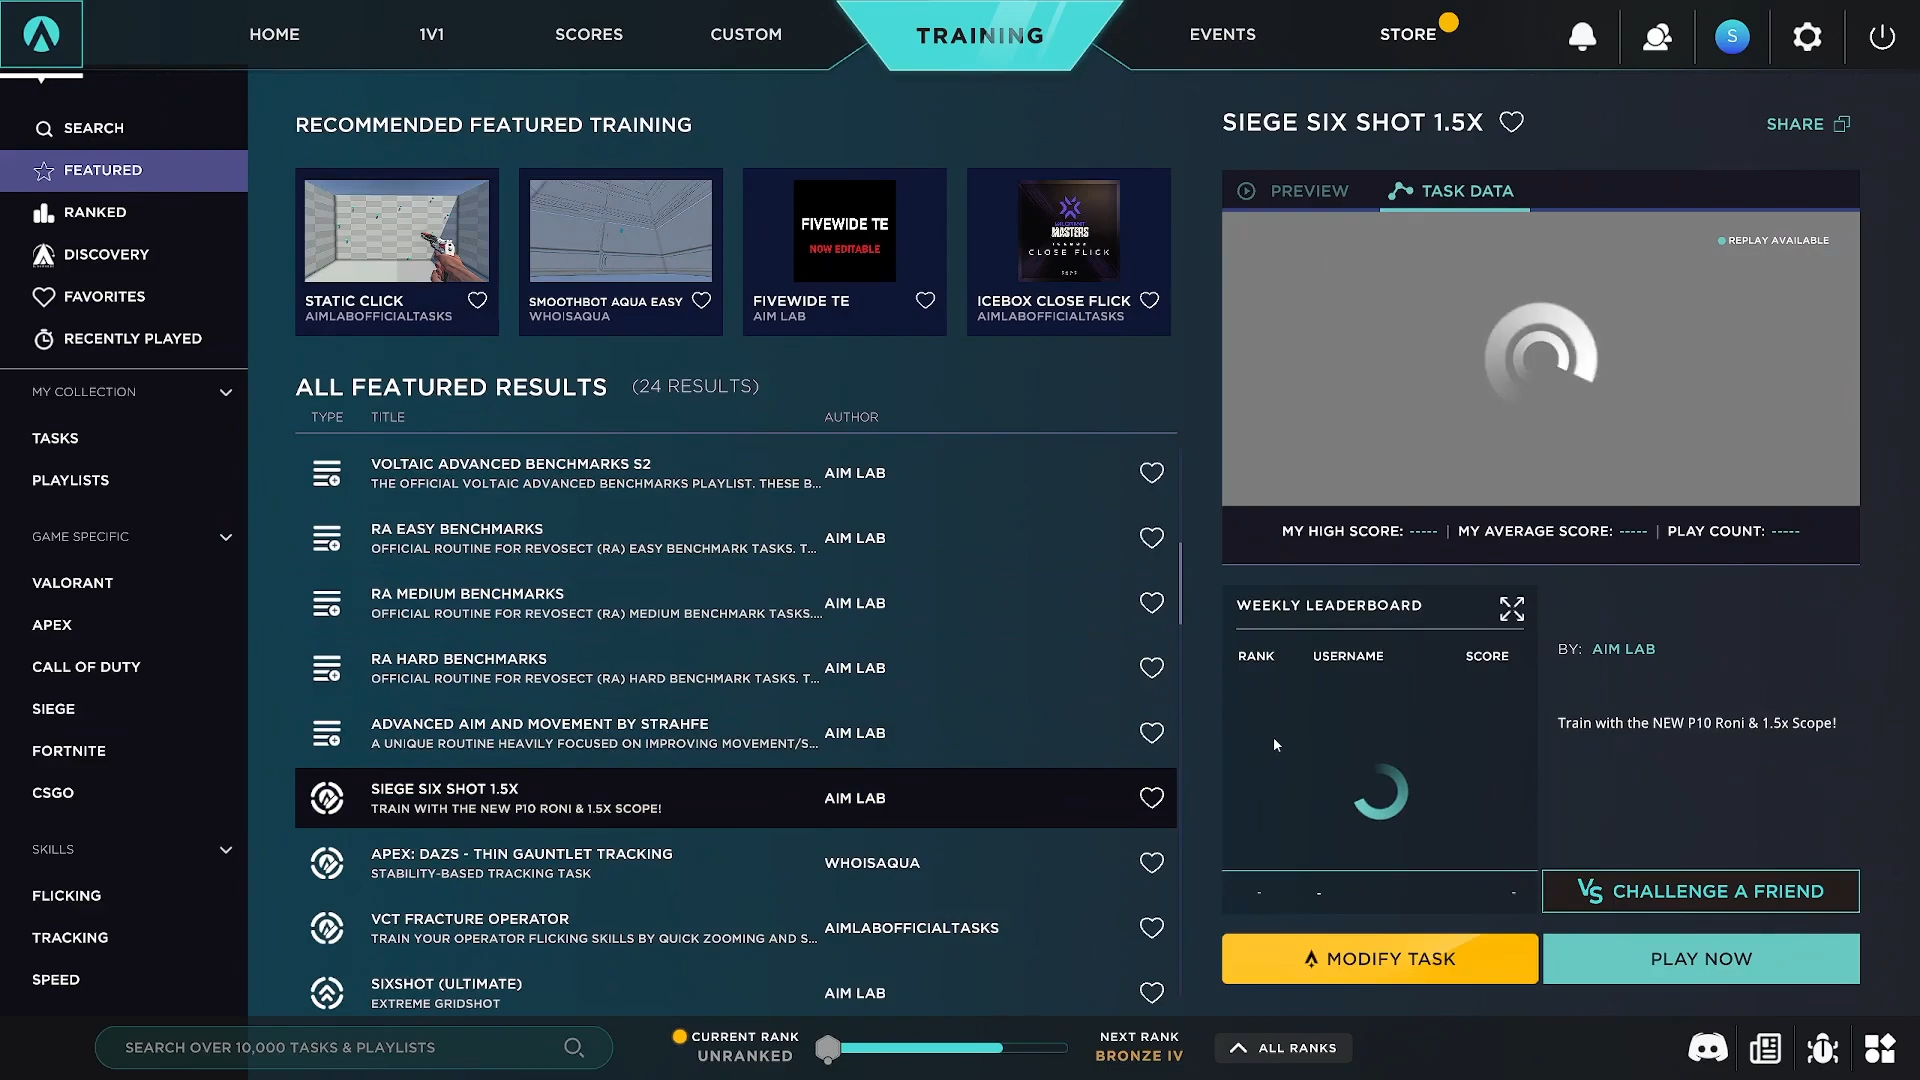 HOME
1V1
SCORES
CUSTOM
TRAINING
EVENTS
STORE
S
SEARCH
FEATURED
RANKED
DISCOVERY
FAVORITES
RECENTLY PLAYED
MY COLLECTION
TASKS
PLAYLISTS
GAME SPECIFIC
VALORANT
APEX
CALL OF DUTY
SIEGE
FORTNITE
CSGO
SKILLS
FLICKING
TRACKING
SPEED
RECOMMENDED FEATURED TRAINING
STATIC CLICK
AIMLABOFFICIALTASKS
SMOOTHBOT AQUA EASY
WHOISAQUA
FIVEWIDE TE
NOW EDITABLE
FIVEWIDE TE
AIM LAB
MASTERS
CLOSE FLICK
ICEBOX CLOSE FLICK
AIMLABOFFICIALTASKS
ALL FEATURED RESULTS (24 RESULTS)
TYPE TITLE AUTHOR
VOLTAIC ADVANCED BENCHMARKS S2
THE OFFICIAL VOLTAIC ADVANCED BENCHMARKS PLAYLIST. THESE B...
AIM LAB
RA EASY BENCHMARKS
OFFICIAL ROUTINE FOR REVOSECT (RA) EASY BENCHMARK TASKS. T...
AIM LAB
RA MEDIUM BENCHMARKS
OFFICIAL ROUTINE FOR REVOSECT (RA) MEDIUM BENCHMARK TASKS....
AIM LAB
RA HARD BENCHMARKS
OFFICIAL ROUTINE FOR REVOSECT (RA) HARD BENCHMARK TASKS. T...
AIM LAB
ADVANCED AIM AND MOVEMENT BY STRAHFE
A UNIQUE ROUTINE HEAVILY FOCUSED ON IMPROVING MOVEMENT/S...
AIM LAB
SIEGE SIX SHOT 1.5X
TRAIN WITH THE NEW P10 RONI & 1.5X SCOPE!
AIM LAB
APEX: DAZS - THIN GAUNTLET TRACKING
STABILITY-BASED TRACKING TASK
WHOISAQUA
VCT FRACTURE OPERATOR
TRAIN YOUR OPERATOR FLICKING SKILLS BY QUICK ZOOMING AND S...
AIMLABOFFICIALTASKS
SIXSHOT (ULTIMATE)
EXTREME GRIDSHOT
AIM LAB
SIEGE SIX SHOT 1.5X
SHARE
PREVIEW
TASK DATA
REPLAY AVAILABLE
MY HIGH SCORE: ----- | MY AVERAGE SCORE: ----- | PLAY COUNT: -----
WEEKLY LEADERBOARD
RANK USERNAME SCORE
- - -
BY: AIM LAB
Train with the NEW P10 Roni & 1.5x Scope!
VS CHALLENGE A FRIEND
MODIFY TASK
PLAY NOW
SEARCH OVER 10,000 TASKS & PLAYLISTS
CURRENT RANK
UNRANKED
NEXT RANK
BRONZE IV
ALL RANKS